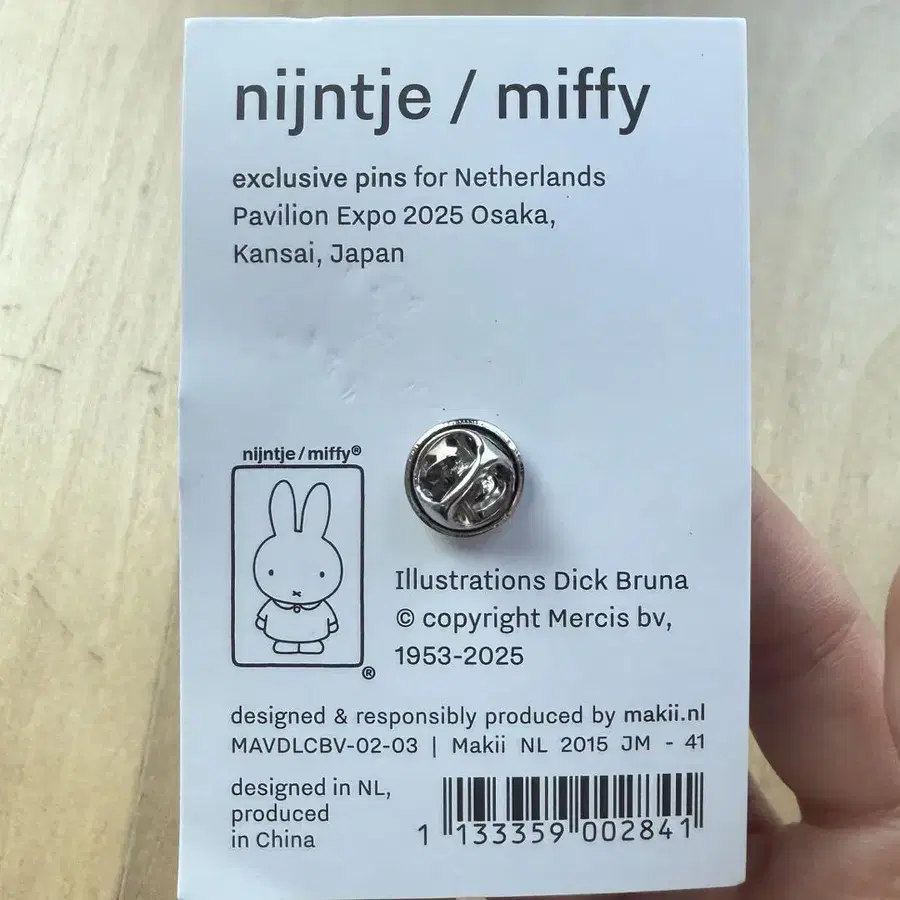 nijntje / miffy
exclusive pins for Netherlands
Pavilion Expo 2025 Osaka,
Kansai, Japan
nijntje / miffy®
®
Illustrations Dick Bruna
© copyright Mercis bv,
1953-2025
designed & responsibly produced by makii.nl
MAVDLCBV-02-03 | Makii NL 2015 JM - 41
designed in NL,
produced
in China
1 133359 002841